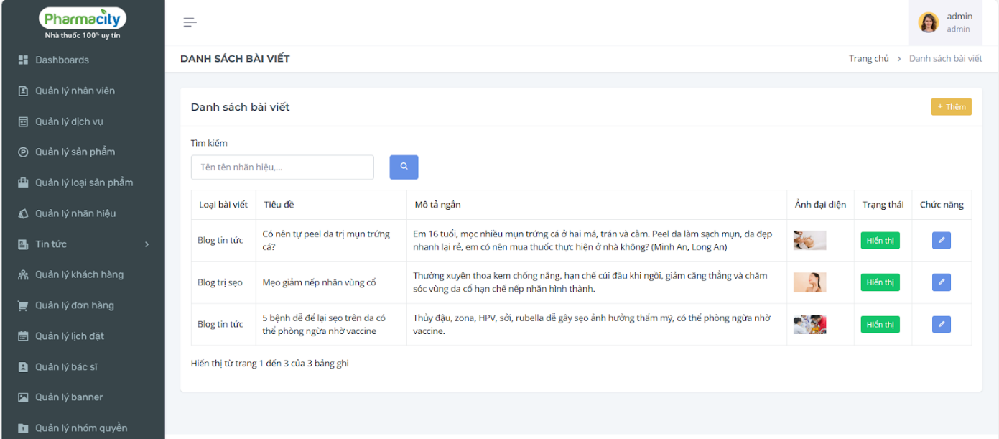 Pharmacity
Nhà thuốc 100% uy tín
Dashboards
Quản lý nhân viên
Quản lý dịch vụ
Quản lý sản phẩm
Quản lý loại sản phẩm
Quản lý nhãn hiệu
Tin tức
Quản lý khách hàng
Quản lý đơn hàng
Quản lý lịch đặt
Quản lý bác sĩ
Quản lý banner
Quản lý nhóm quyền
admin
admin
DANH SÁCH BÀI VIẾT
Trang chủ > Danh sách bài viết
Danh sách bài viết
+ Thêm
Tìm kiếm
Tên tên nhãn hiệu,...
Loại bài viết Tiêu đề Mô tả ngắn Ảnh đại diện Trạng thái Chức năng
Blog tin tức
Có nên tự peel da trị mụn trứng
cá?
Em 16 tuổi, mọc nhiều mụn trứng cá ở hai má, trán và cằm. Peel da làm sạch mụn, da đẹp
nhanh lại rẻ, em có nên mua thuốc thực hiện ở nhà không? (Minh An, Long An)
Hiển thị
Blog trị sẹo
Mẹo giảm nếp nhăn vùng cổ
Thường xuyên thoa kem chống nắng, hạn chế cúi đầu khi ngồi, giảm căng thẳng và chăm
sóc vùng da cổ hạn chế nếp nhăn hình thành.
Hiển thị
Blog tin tức
5 bệnh dễ để lại sẹo trên da có
thể phòng ngừa nhờ vaccine
Thủy đậu, zona, HPV, sởi, rubella dễ gây sẹo ảnh hưởng thẩm mỹ, có thể phòng ngừa nhờ
vaccine.
Hiển thị
Hiển thị từ trang 1 đến 3 của 3 bảng ghi